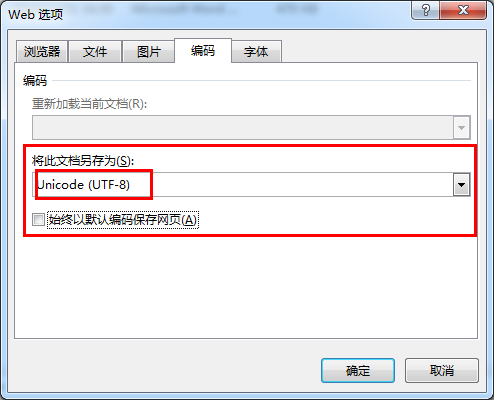 Web 选项
浏览器 文件 图片 编码 字体
编码
重新加载当前文档(R):
将此文档另存为(S):
Unicode (UTF-8)
始终以默认编码保存网页(A)
确定 取消